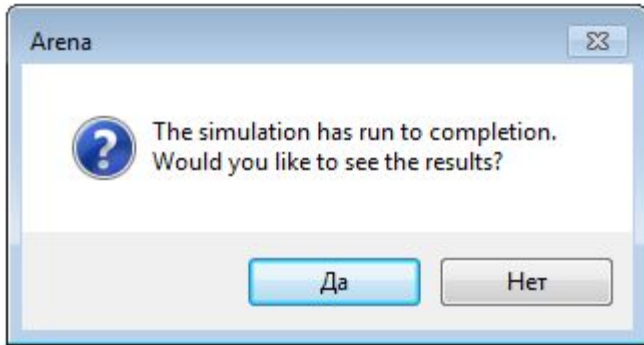 Arena
The simulation has run to completion.
Would you like to see the results?
Да
Нет